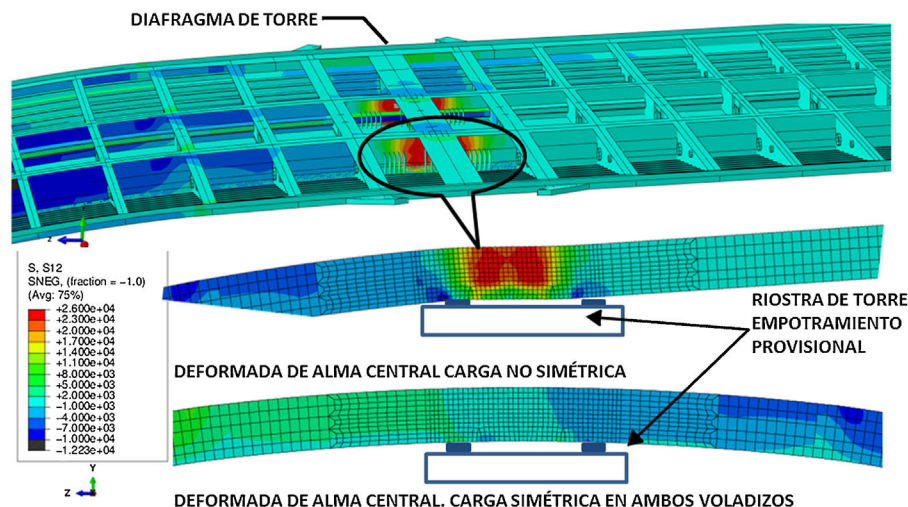 DIAFRAGMA DE TORRE
z
S, S12
SNEG, (fraction = −1.0)
(Avg: 75%)
+2.600e+04
+2.300e+04
+2.000e+04
+1.700e+04
+1.400e+04
+1.100e+04
+8.000e+03
+5.000e+03
−1.000e+03
−4.000e+03
−7.000e+03
−1.000e+04
−1.223e+04
RIOSTRA DE TORRE
EMPOTRAMIENTO
PROVISIONAL
DEFORMADA DE ALMA CENTRAL CARGA NO SIMÉTRICA
Y
Z
DEFORMADA DE ALMA CENTRAL. CARGA SIMÉTRICA EN AMBOS VOLADIZOS